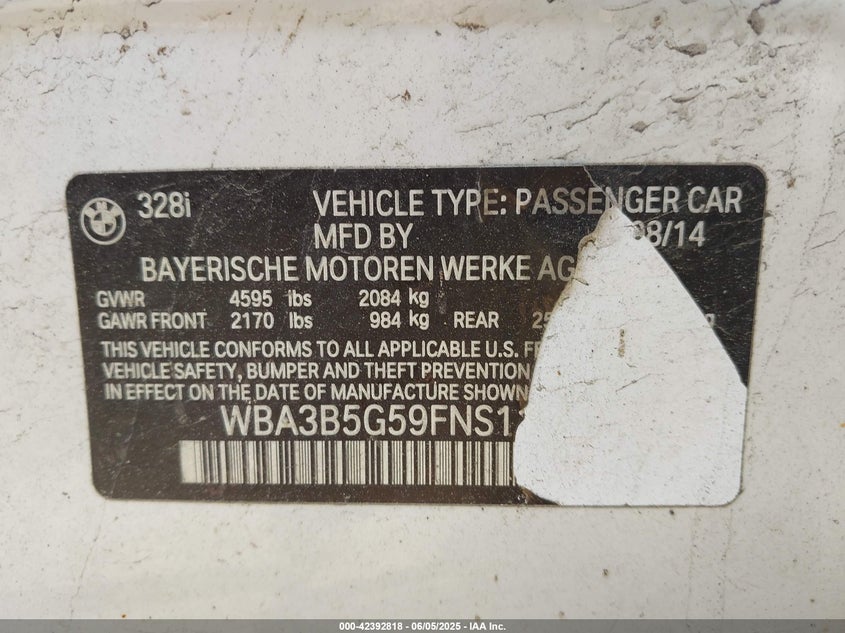 328i VEHICLE TYPE: PASSENGER CAR
MFD BY 08/14
BAYERISCHE MOTOREN WERKE AG
GVWR 4595 lbs 2084 kg
GAWR FRONT 2170 lbs 984 kg REAR
THIS VEHICLE CONFORMS TO ALL APPLICABLE U.S.
VEHICLE SAFETY, BUMPER AND THEFT PREVENTION
IN EFFECT ON THE DATE OF MANUFACTURE SHOWN
WBA3B5G59FNS1
000-42392818 - 06/05/2025 - IAA Inc.